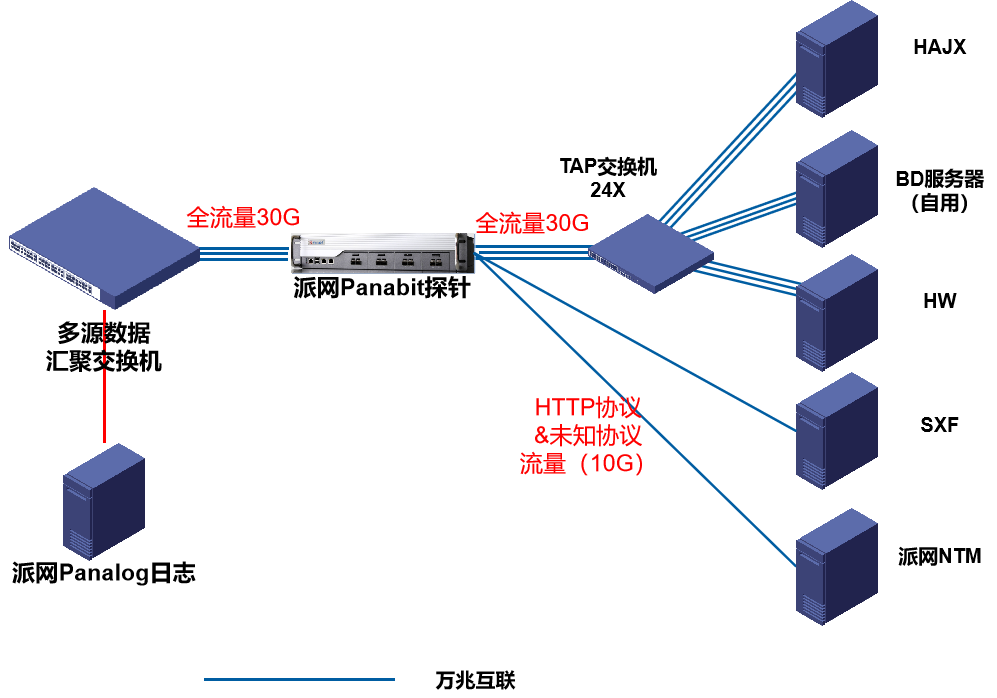 HAJX
TAP交换机
24X
BD服务器
（自用）
全流量30G
全流量30G
派网Panabit探针
HW
多源数据
汇聚交换机
HTTP协议
&未知协议
流量（10G）
SXF
派网NTM
派网Panalog日志
万兆互联